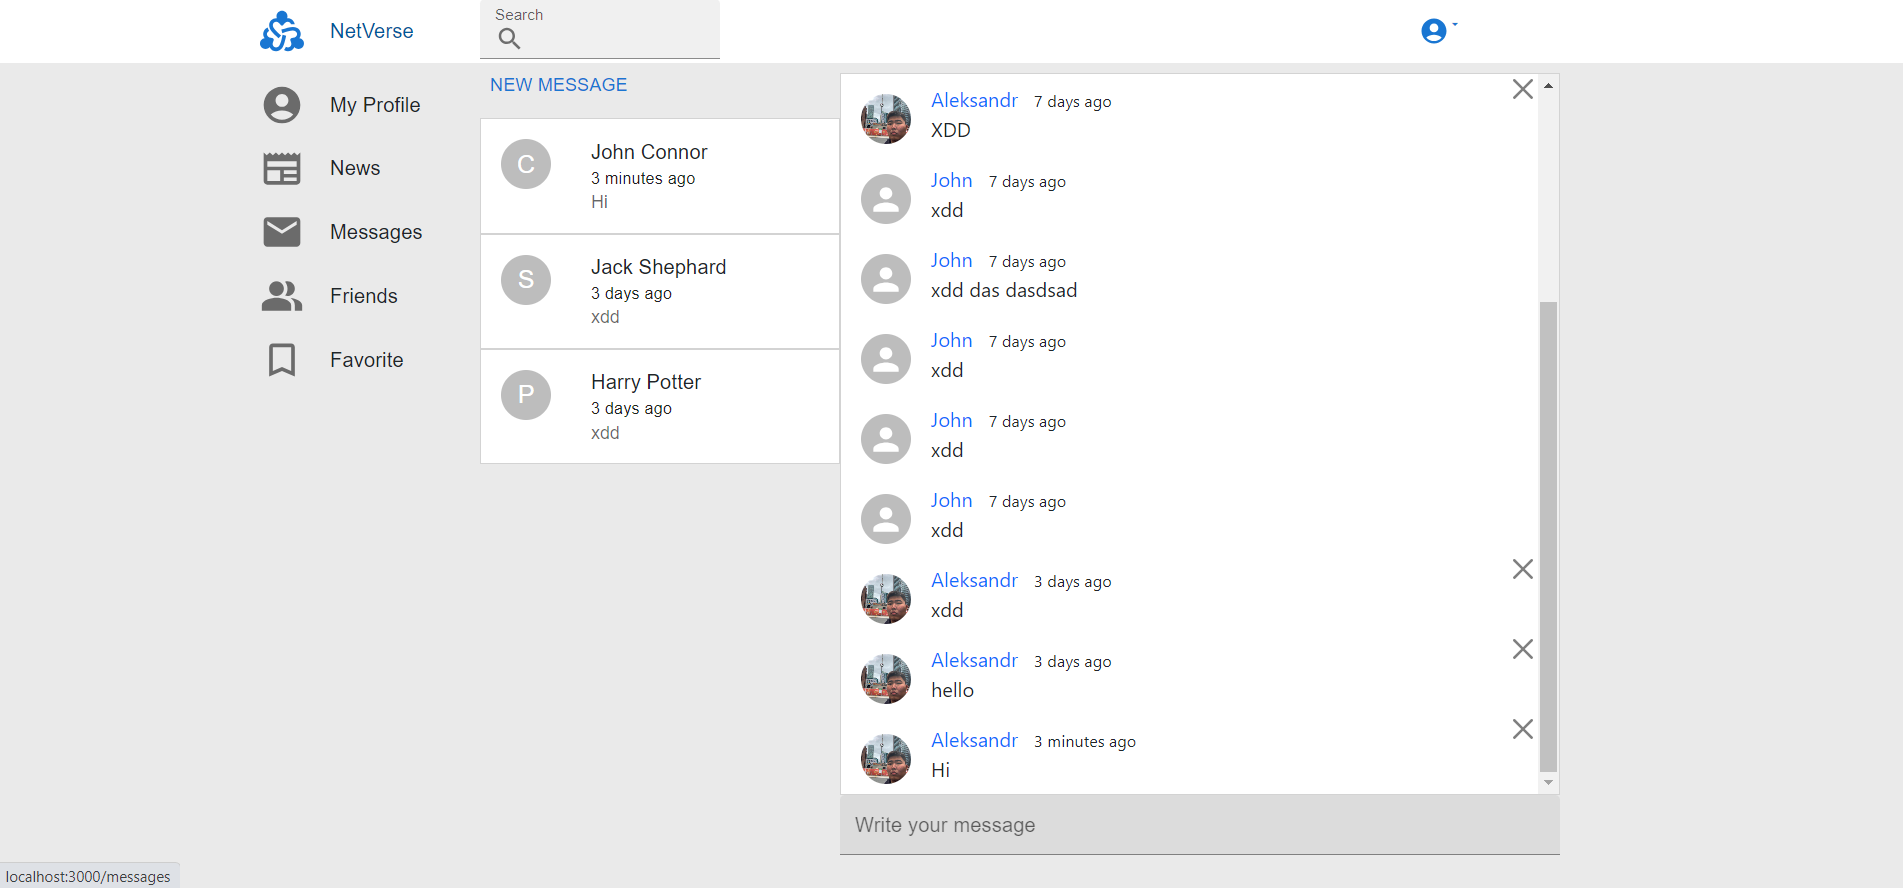 NetVerse
Search
My Profile
News
Messages
Friends
Favorite
NEW MESSAGE
C
John Connor
3 minutes ago
Hi
S
Jack Shephard
3 days ago
xdd
P
Harry Potter
3 days ago
xdd
Aleksandr 7 days ago
XDD
John 7 days ago
xdd
John 7 days ago
xdd das dasdsad
John 7 days ago
xdd
John 7 days ago
xdd
John 7 days ago
xdd
Aleksandr 3 days ago
xdd
Aleksandr 3 days ago
hello
Aleksandr 3 minutes ago
Hi
Write your message
localhost:3000/messages